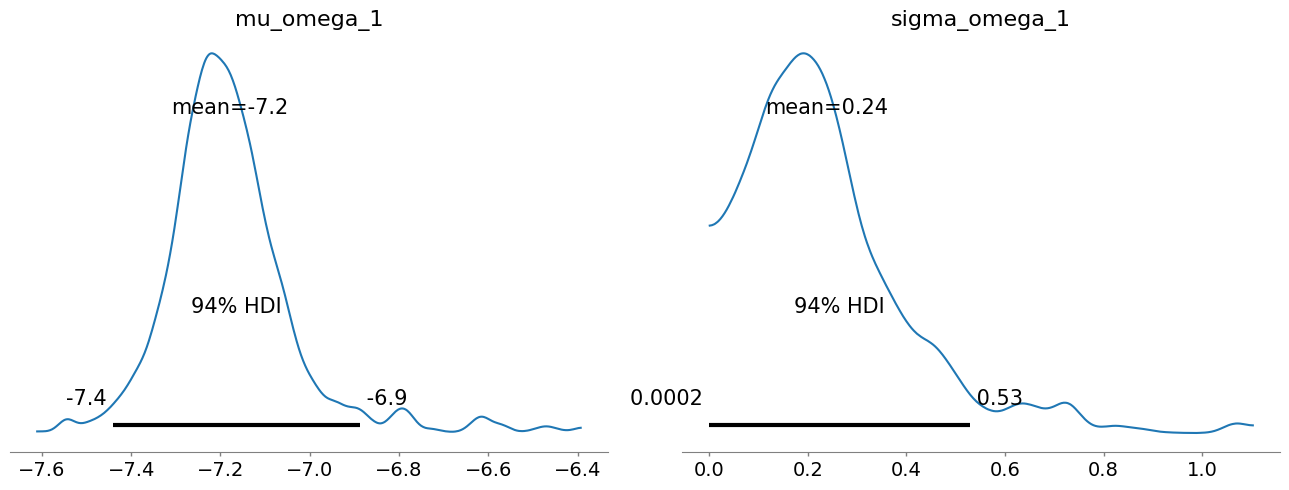 mu_omega_1
mean=-7.2
94% HDI
-7.4
-6.9
−7.6 −7.4 −7.2 −7.0 −6.8 −6.6 −6.4
sigma_omega_1
mean=0.24
94% HDI
0.0002
0.53
0.0 0.2 0.4 0.6 0.8 1.0